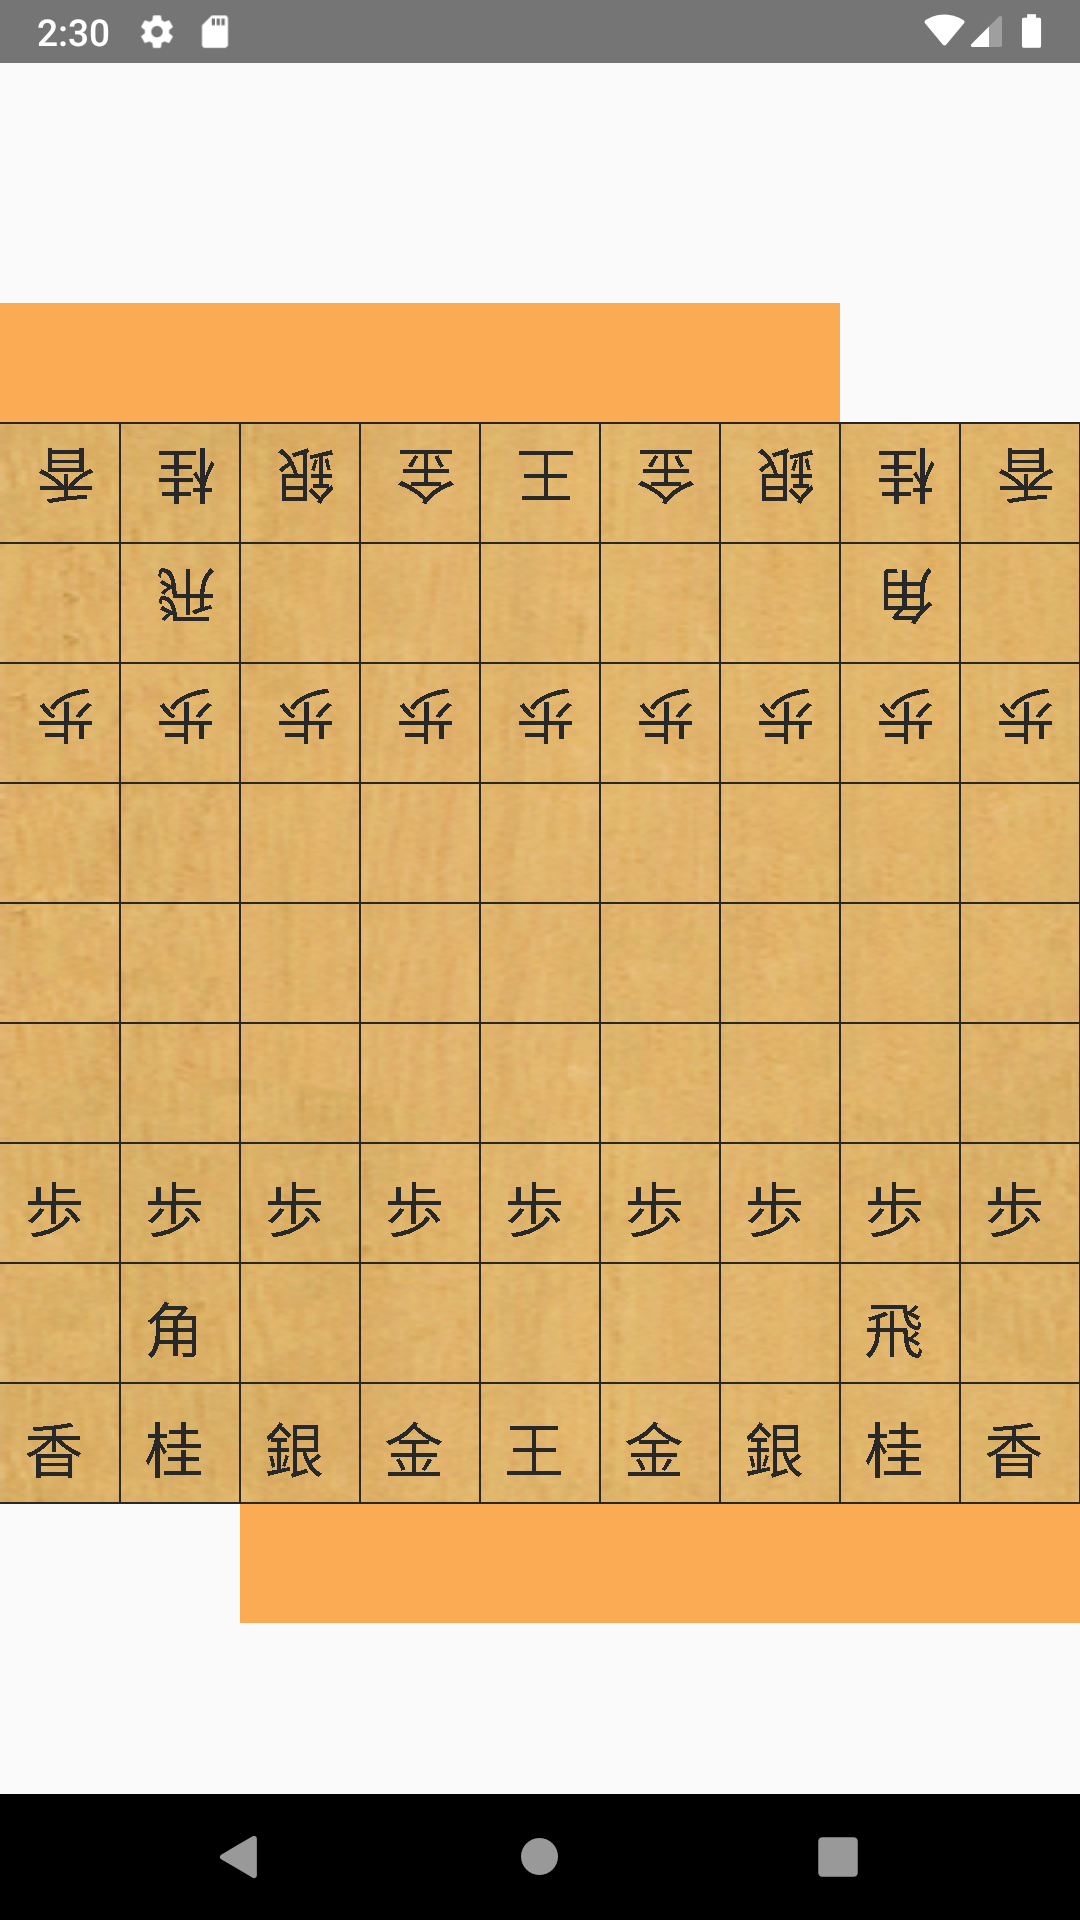 2:30
香 桂 銀 金 王 金 銀 桂 香
飛 角
歩 歩 歩 歩 歩 歩 歩 歩 歩
歩 歩 歩 歩 歩 歩 歩 歩 歩
角 飛
香 桂 銀 金 王 金 銀 桂 香